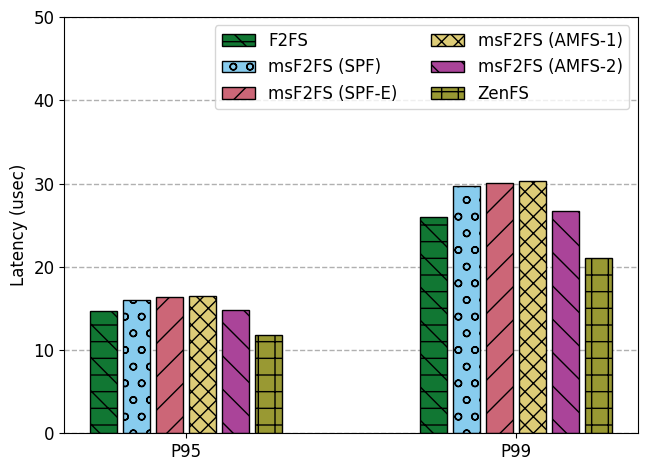 50
40
30
20
10
0
Latency (usec)
F2FS
msF2FS (SPF)
msF2FS (SPF-E)
msF2FS (AMFS-1)
msF2FS (AMFS-2)
ZenFS
P95
P99